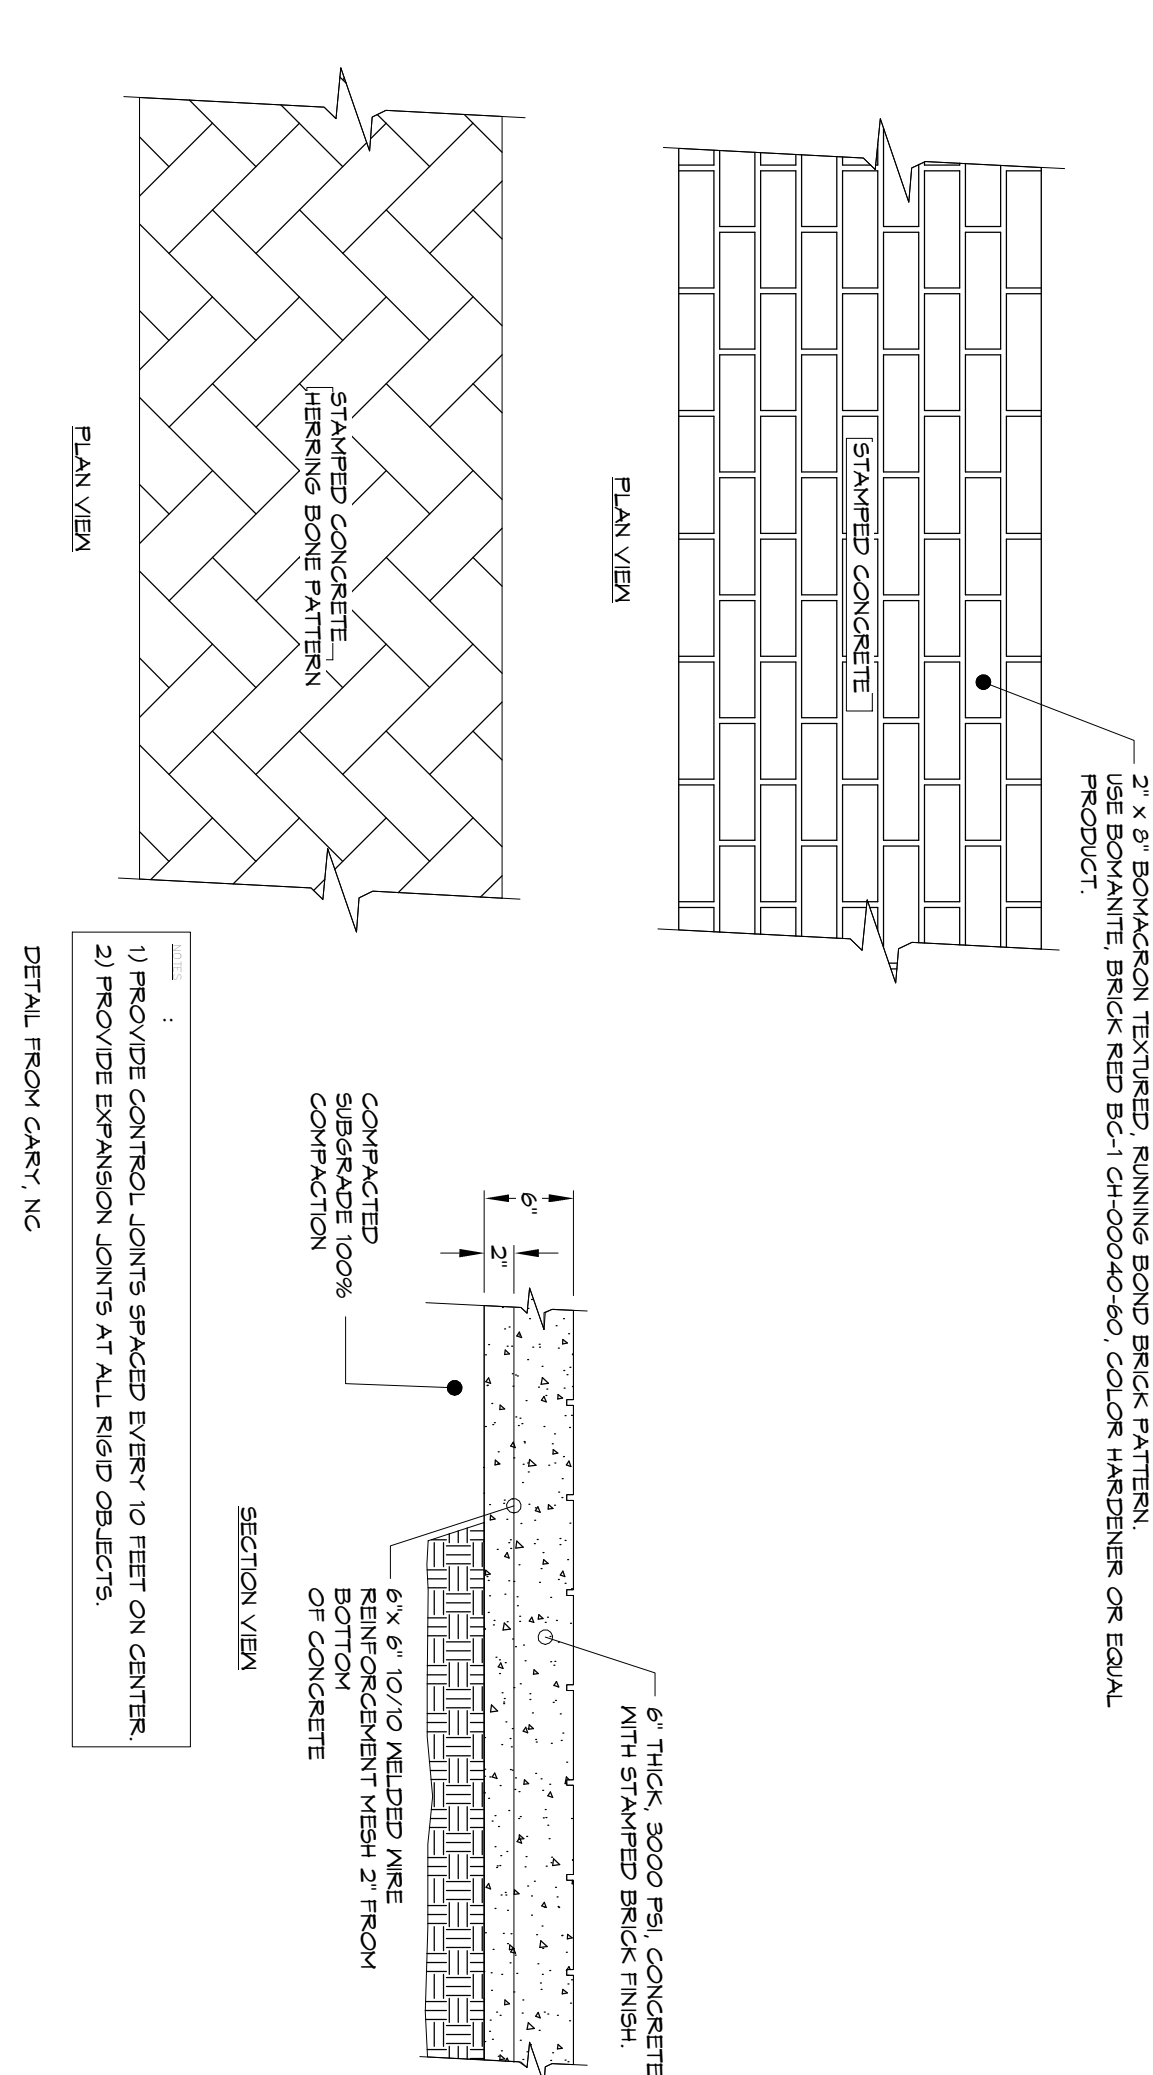 2" x 8" BOMACRON TEXTURED, RUNNING BOND BRICK PATTERN.
USE BOMANITE, BRICK RED BC-1 CH-00040-60, COLOR HARDENER OR EQUAL
PRODUCT.
STAMPED CONCRETE
PLAN VIEW
STAMPED CONCRETE
HERRING BONE PATTERN
PLAN VIEW
6" THICK, 3000 PSI, CONCRETE
WITH STAMPED BRICK FINISH.
6"
2"
6"x 6" 10/10 WELDED WIRE
REINFORCEMENT MESH 2" FROM
BOTTOM
OF CONCRETE
COMPACTED
SUBGRADE 100%
COMPACTION
SECTION VIEW
NOTES :
1) PROVIDE CONTROL JOINTS SPACED EVERY 10 FEET ON CENTER.
2) PROVIDE EXPANSION JOINTS AT ALL RIGID OBJECTS.
DETAIL FROM CARY, NC